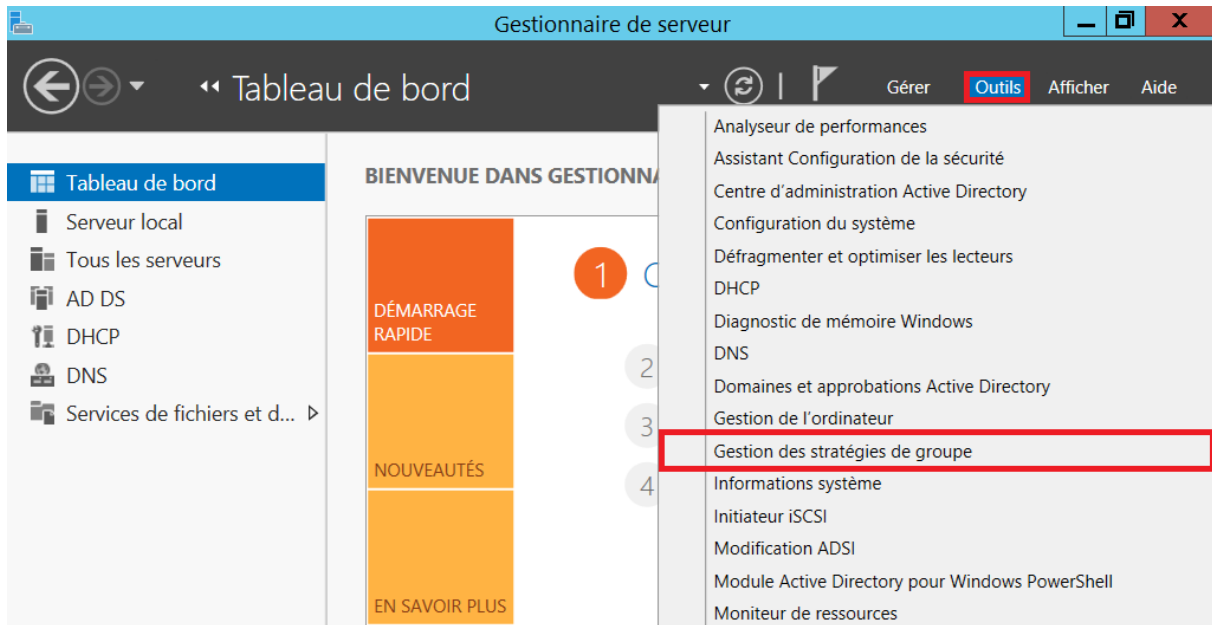 Gestionnaire de serveur
Tableau de bord
Gérer Outils Afficher Aide
Tableau de bord
Serveur local
Tous les serveurs
AD DS
DHCP
DNS
Services de fichiers et d...
BIENVENUE DANS GESTIONNA
DÉMARRAGE
RAPIDE
NOUVEAUTÉS
EN SAVOIR PLUS
1
2
3
4
Analyseur de performances
Assistant Configuration de la sécurité
Centre d'administration Active Directory
Configuration du système
Défragmenter et optimiser les lecteurs
DHCP
Diagnostic de mémoire Windows
DNS
Domaines et approbations Active Directory
Gestion de l'ordinateur
Gestion des stratégies de groupe
Informations système
Initiateur iSCSI
Modification ADSI
Module Active Directory pour Windows PowerShell
Moniteur de ressources